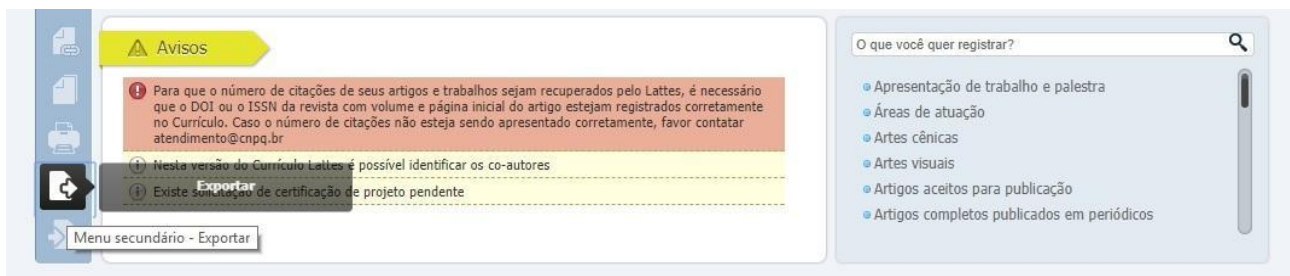 Avisos
Para que o número de citações de seus artigos e trabalhos sejam recuperados pelo Lattes, é necessário
que o DOI ou o ISSN da revista com volume e página inicial do artigo estejam registrados corretamente
no Currículo. Caso o número de citações não esteja sendo apresentado corretamente, favor contatar
atendimento@cnpq.br
Nesta versão do Currículo Lattes é possível identificar os co-autores
Existe solicitação de certificação de projeto pendente
Exportar
Menu secundário - Exportar
O que você quer registrar?
Apresentação de trabalho e palestra
Áreas de atuação
Artes cênicas
Artes visuais
Artigos aceitos para publicação
Artigos completos publicados em periódicos